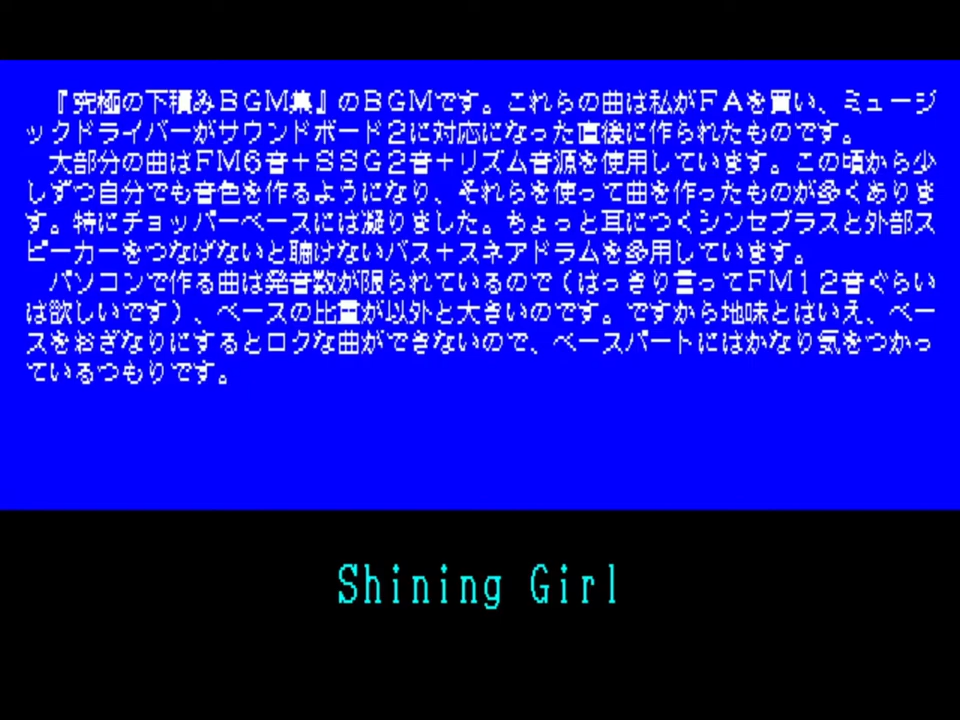 『究極の下積みＢＧＭ集』のＢＧＭです。これらの曲は私がＦＡを買い、ミュージ
ックドライバーがサウンドボード２に対応になった直後に作られたものです。
　大部分の曲はＦＭ６音＋ＳＳＧ２音＋リズム音源を使用しています。この頃から少
しずつ自分でも音色を作るようになり、それらを使って曲を作ったものが多くありま
す。特にチョッパーベースには凝りました。ちょっと耳につくシンセブラスと外部ス
ピーカーをつなげないと聴けないバス＋スネアドラムを多用しています。
　パソコンで作る曲は発音数が限られているので（はっきり言ってＦＭ１２音ぐらい
は欲しいです）、ベースの比重が以外と大きいのです。ですから地味とはいえ、ベー
スをおざなりにするとロクな曲ができないので、ベースパートにはかなり気をつかっ
ているつもりです。
Shining Girl